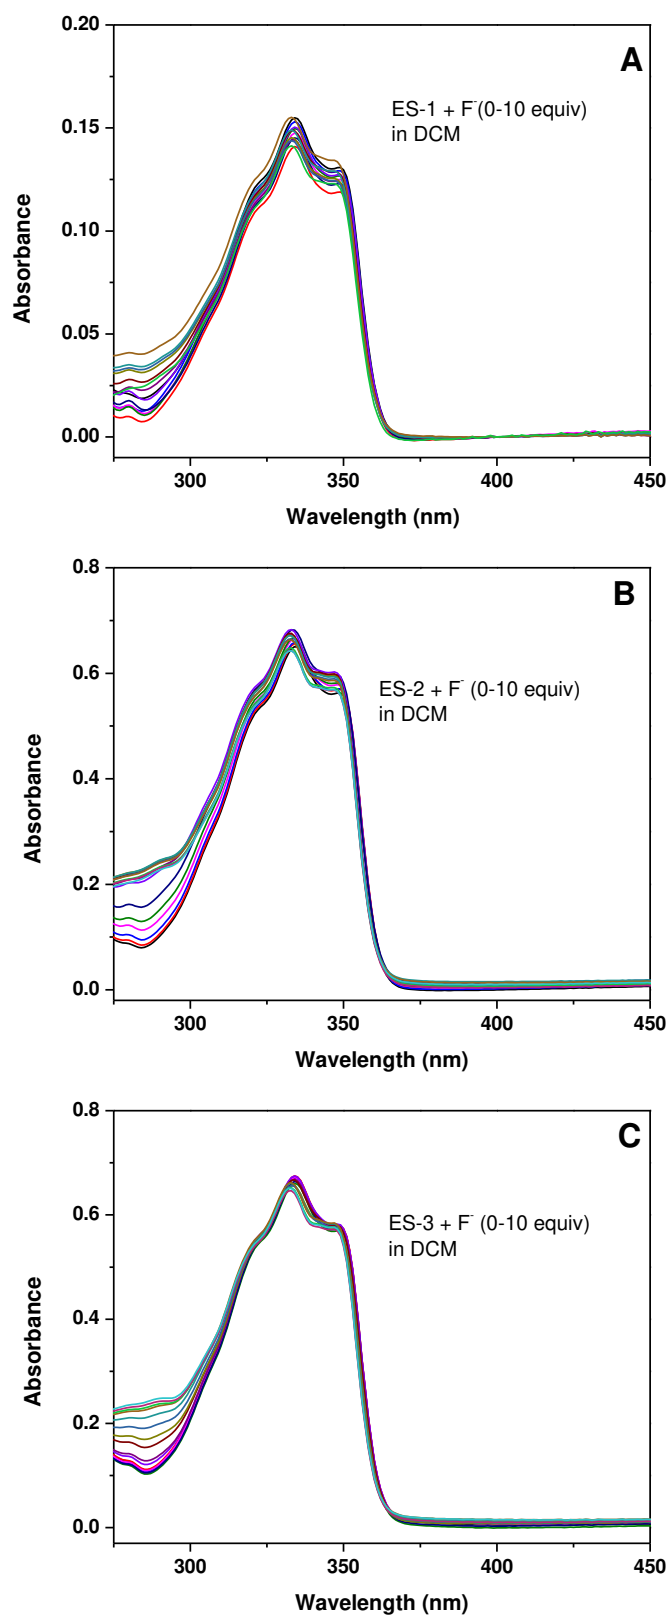 0.20
A
ES-1 + F⁻(0-10 equiv)
in DCM
0.15
0.10
0.05
0.00
Absorbance
300
350
400
450
Wavelength (nm)
0.8
B
0.6
ES-2 + F⁻ (0-10 equiv)
in DCM
0.4
0.2
0.0
Absorbance
300
350
400
450
Wavelength (nm)
0.8
C
0.6
ES-3 + F⁻ (0-10 equiv)
in DCM
0.4
0.2
0.0
Absorbance
300
350
400
450
Wavelength (nm)